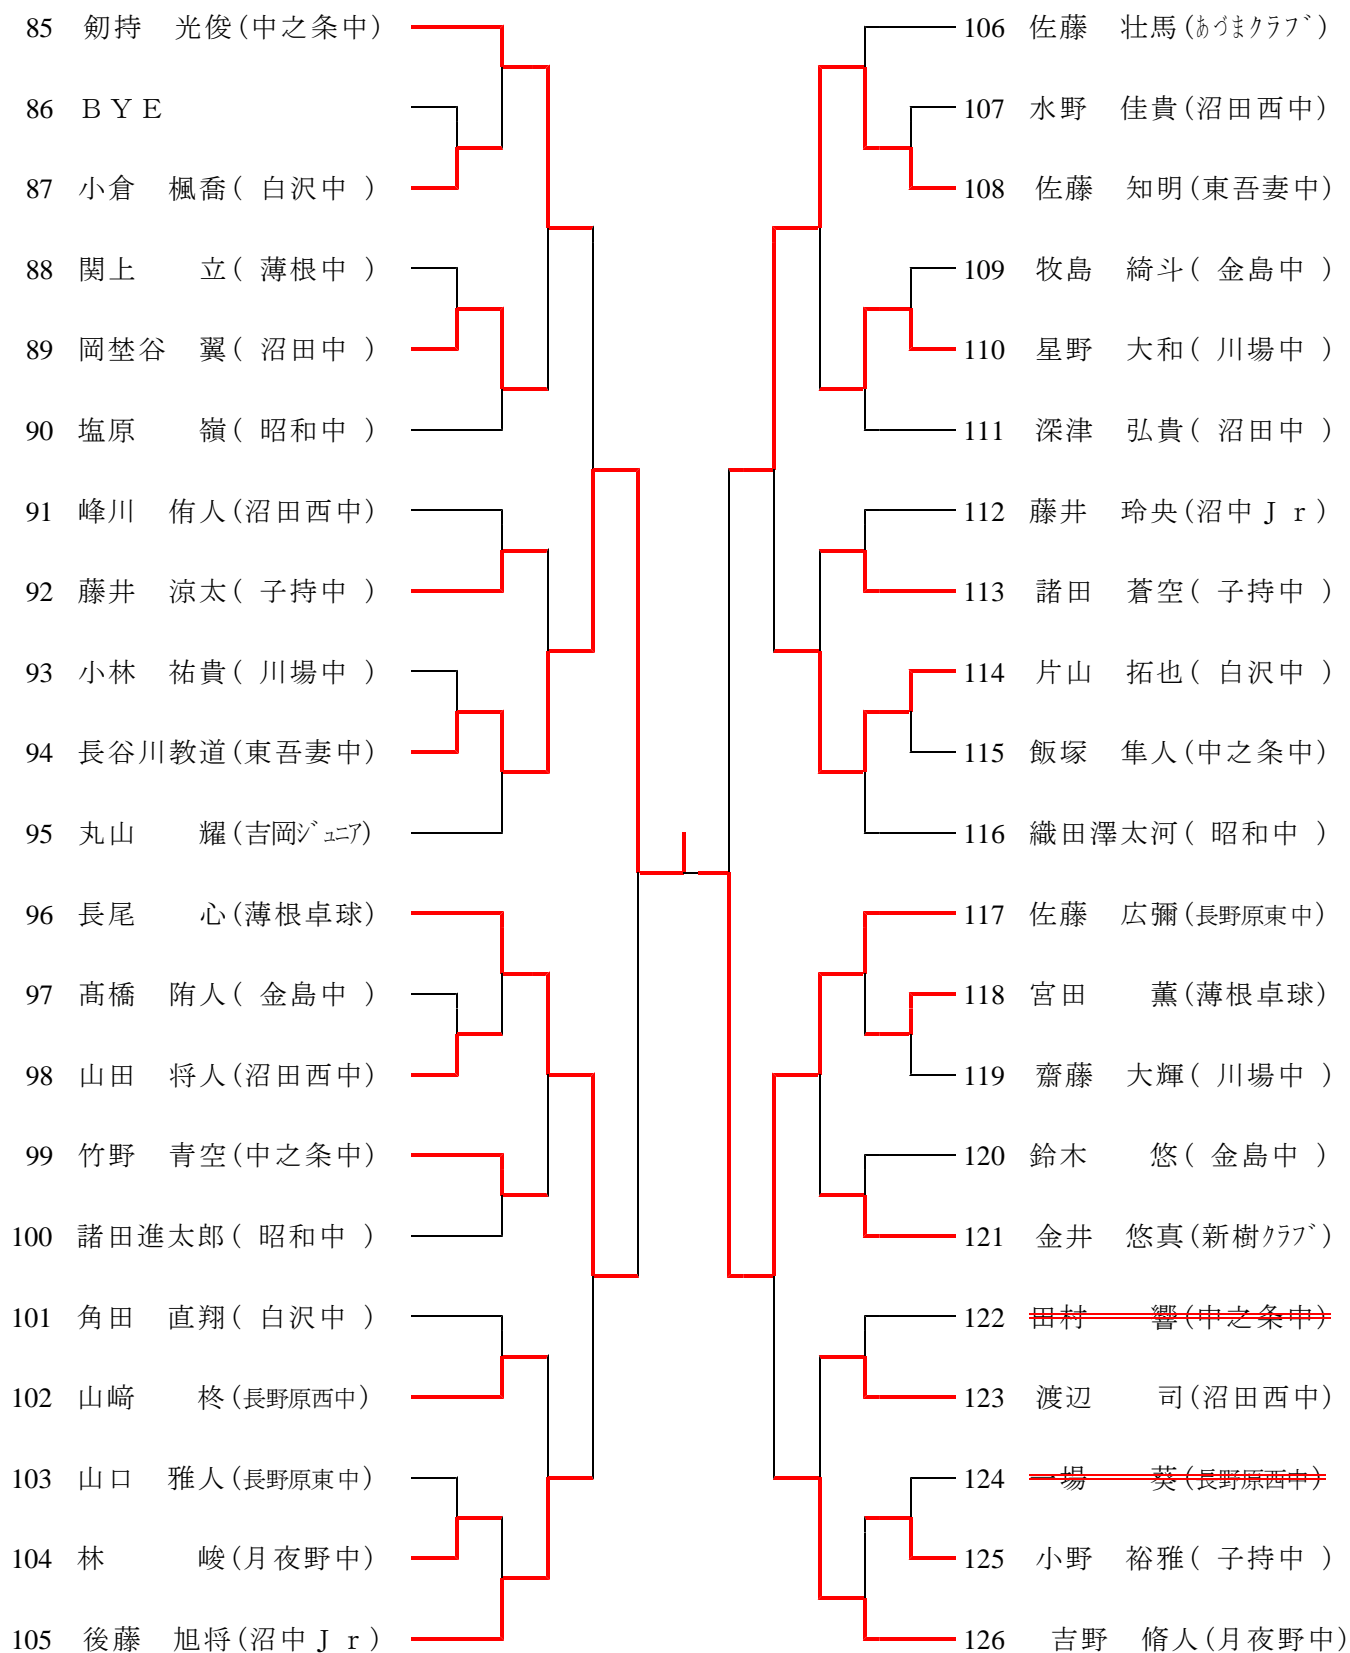 85 剱持 光俊(中之条中)
86 ＢＹＥ
87 小倉 楓喬( 白沢中 )
88 関上 立( 薄根中 )
89 岡埜谷 翼( 沼田中 )
90 塩原 嶺( 昭和中 )
91 峰川 侑人(沼田西中)
92 藤井 涼太( 子持中 )
93 小林 祐貴( 川場中 )
94 長谷川教道(東吾妻中)
95 丸山 耀(吉岡ｼﾞｭﾆｱ)
96 長尾 心(薄根卓球)
97 髙橋 陏人( 金島中 )
98 山田 将人(沼田西中)
99 竹野 青空(中之条中)
100 諸田進太郎( 昭和中 )
101 角田 直翔( 白沢中 )
102 山﨑 柊(長野原西中)
103 山口 雅人(長野原東中)
104 林 峻(月夜野中)
105 後藤 旭将(沼中Ｊｒ)
106 佐藤 壮馬(あづまｸﾗﾌﾞ)
107 水野 佳貴(沼田西中)
108 佐藤 知明(東吾妻中)
109 牧島 綺斗( 金島中 )
110 星野 大和( 川場中 )
111 深津 弘貴( 沼田中 )
112 藤井 玲央(沼中Ｊｒ)
113 諸田 蒼空( 子持中 )
114 片山 拓也( 白沢中 )
115 飯塚 隼人(中之条中)
116 織田澤太河( 昭和中 )
117 佐藤 広彌(長野原東中)
118 宮田 薫(薄根卓球)
119 齋藤 大輝( 川場中 )
120 鈴木 悠( 金島中 )
121 金井 悠真(新樹ｸﾗﾌﾞ)
122 田村 響(中之条中)
123 渡辺 司(沼田西中)
124 一場 葵(長野原西中)
125 小野 裕雅( 子持中 )
126 吉野 脩人(月夜野中)